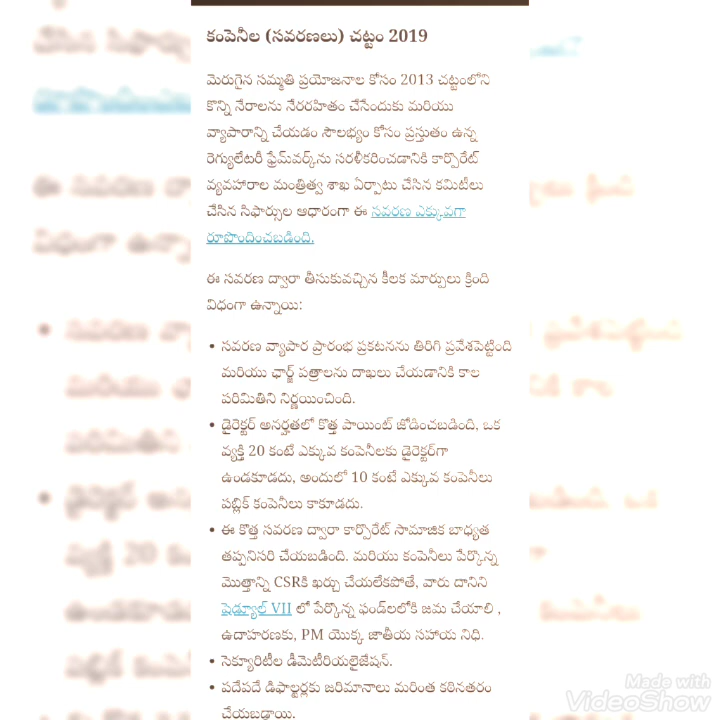 కంపెనీల (సవరణలు) చట్టం 2019
మెరుగైన సమ్మతి ప్రయోజనాల కోసం 2013 చట్టంలోని
కొన్ని నేరాలను నేరరహితం చేసేందుకు మరియు
వ్యాపారాన్ని చేయడం సౌలభ్యం కోసం ప్రస్తుతం ఉన్న
రెగ్యులేటరీ ఫ్రేమ్‌వర్క్‌ను సరళీకరించడానికి కార్పొరేట్
వ్యవహారాల మంత్రిత్వ శాఖ ఏర్పాటు చేసిన కమిటీలు
చేసిన సిఫార్సుల ఆధారంగా ఈ సవరణ ఎక్కువగా
రూపొందించబడింది.
ఈ సవరణ ద్వారా తీసుకువచ్చిన కీలక మార్పులు క్రింది
విధంగా ఉన్నాయి:
• సవరణ వ్యాపార ప్రారంభ ప్రకటనను తిరిగి ప్రవేశపెట్టింది
మరియు ఛార్జ్ పత్రాలను దాఖలు చేయడానికి కాల
పరిమితిని నిర్ణయించింది.
• డైరెక్టర్ అనర్హతలో కొత్త పాయింట్ జోడించబడింది, ఒక
వ్యక్తి 20 కంటే ఎక్కువ కంపెనీలకు డైరెక్టర్‌గా
ఉండకూడదు, అందులో 10 కంటే ఎక్కువ కంపెనీలు
పబ్లిక్ కంపెనీలు కాకూడదు.
• ఈ కొత్త సవరణ ద్వారా కార్పొరేట్ సామాజిక బాధ్యత
తప్పనిసరి చేయబడింది. మరియు కంపెనీలు పేర్కొన్న
మొత్తాన్ని CSRకి ఖర్చు చేయలేకపోతే, వారు దానిని
షెడ్యూల్ VII లో పేర్కొన్న ఫండ్‌లలోకి జమ చేయాలి ,
ఉదాహరణకు, PM యొక్క జాతీయ సహాయ నిధి.
• సెక్యూరిటీల డీమెటీరియలైజేషన్.
• పదేపదే డిఫాల్టర్లకు జరిమానాలు మరింత కఠినతరం
చేయబడ్డాయి.
Made with
VideoShow